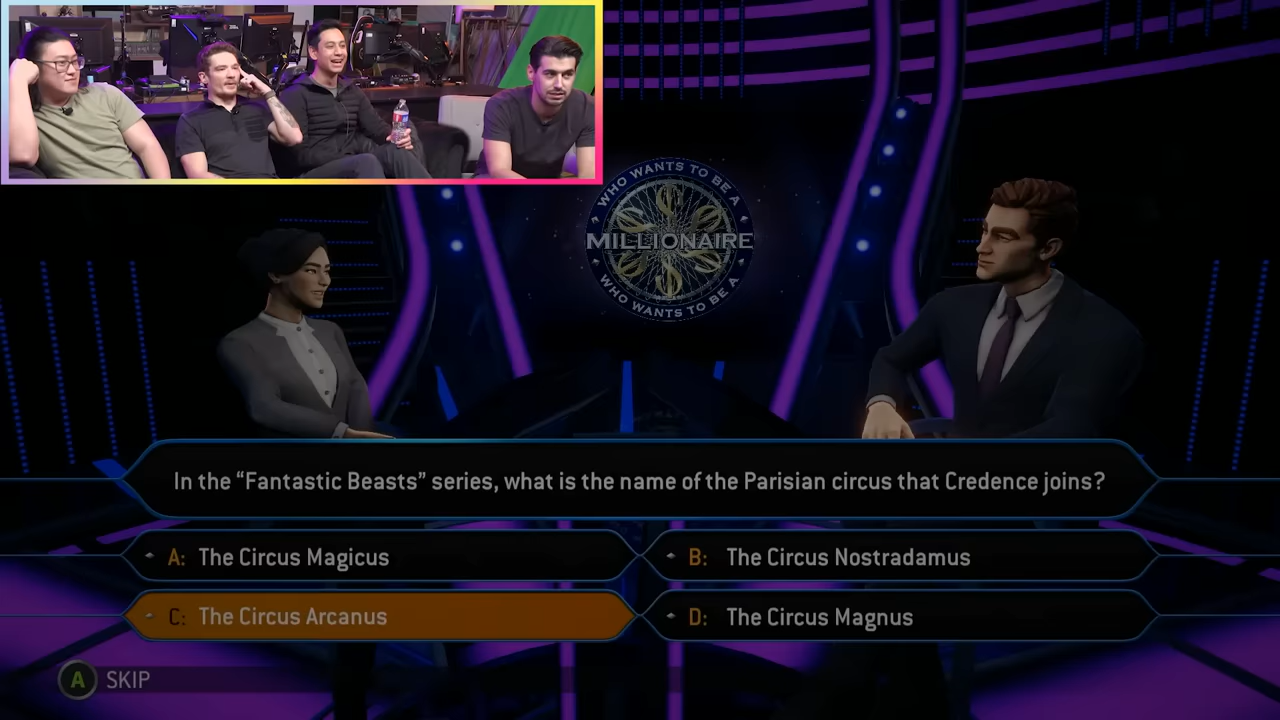 WHO WANTS TO BE A
MILLIONAIRE
WHO WANTS TO BE A
In the “Fantastic Beasts” series, what is the name of the Parisian circus that Credence joins?
A: The Circus Magicus
B: The Circus Nostradamus
C: The Circus Arcanus
D: The Circus Magnus
A SKIP